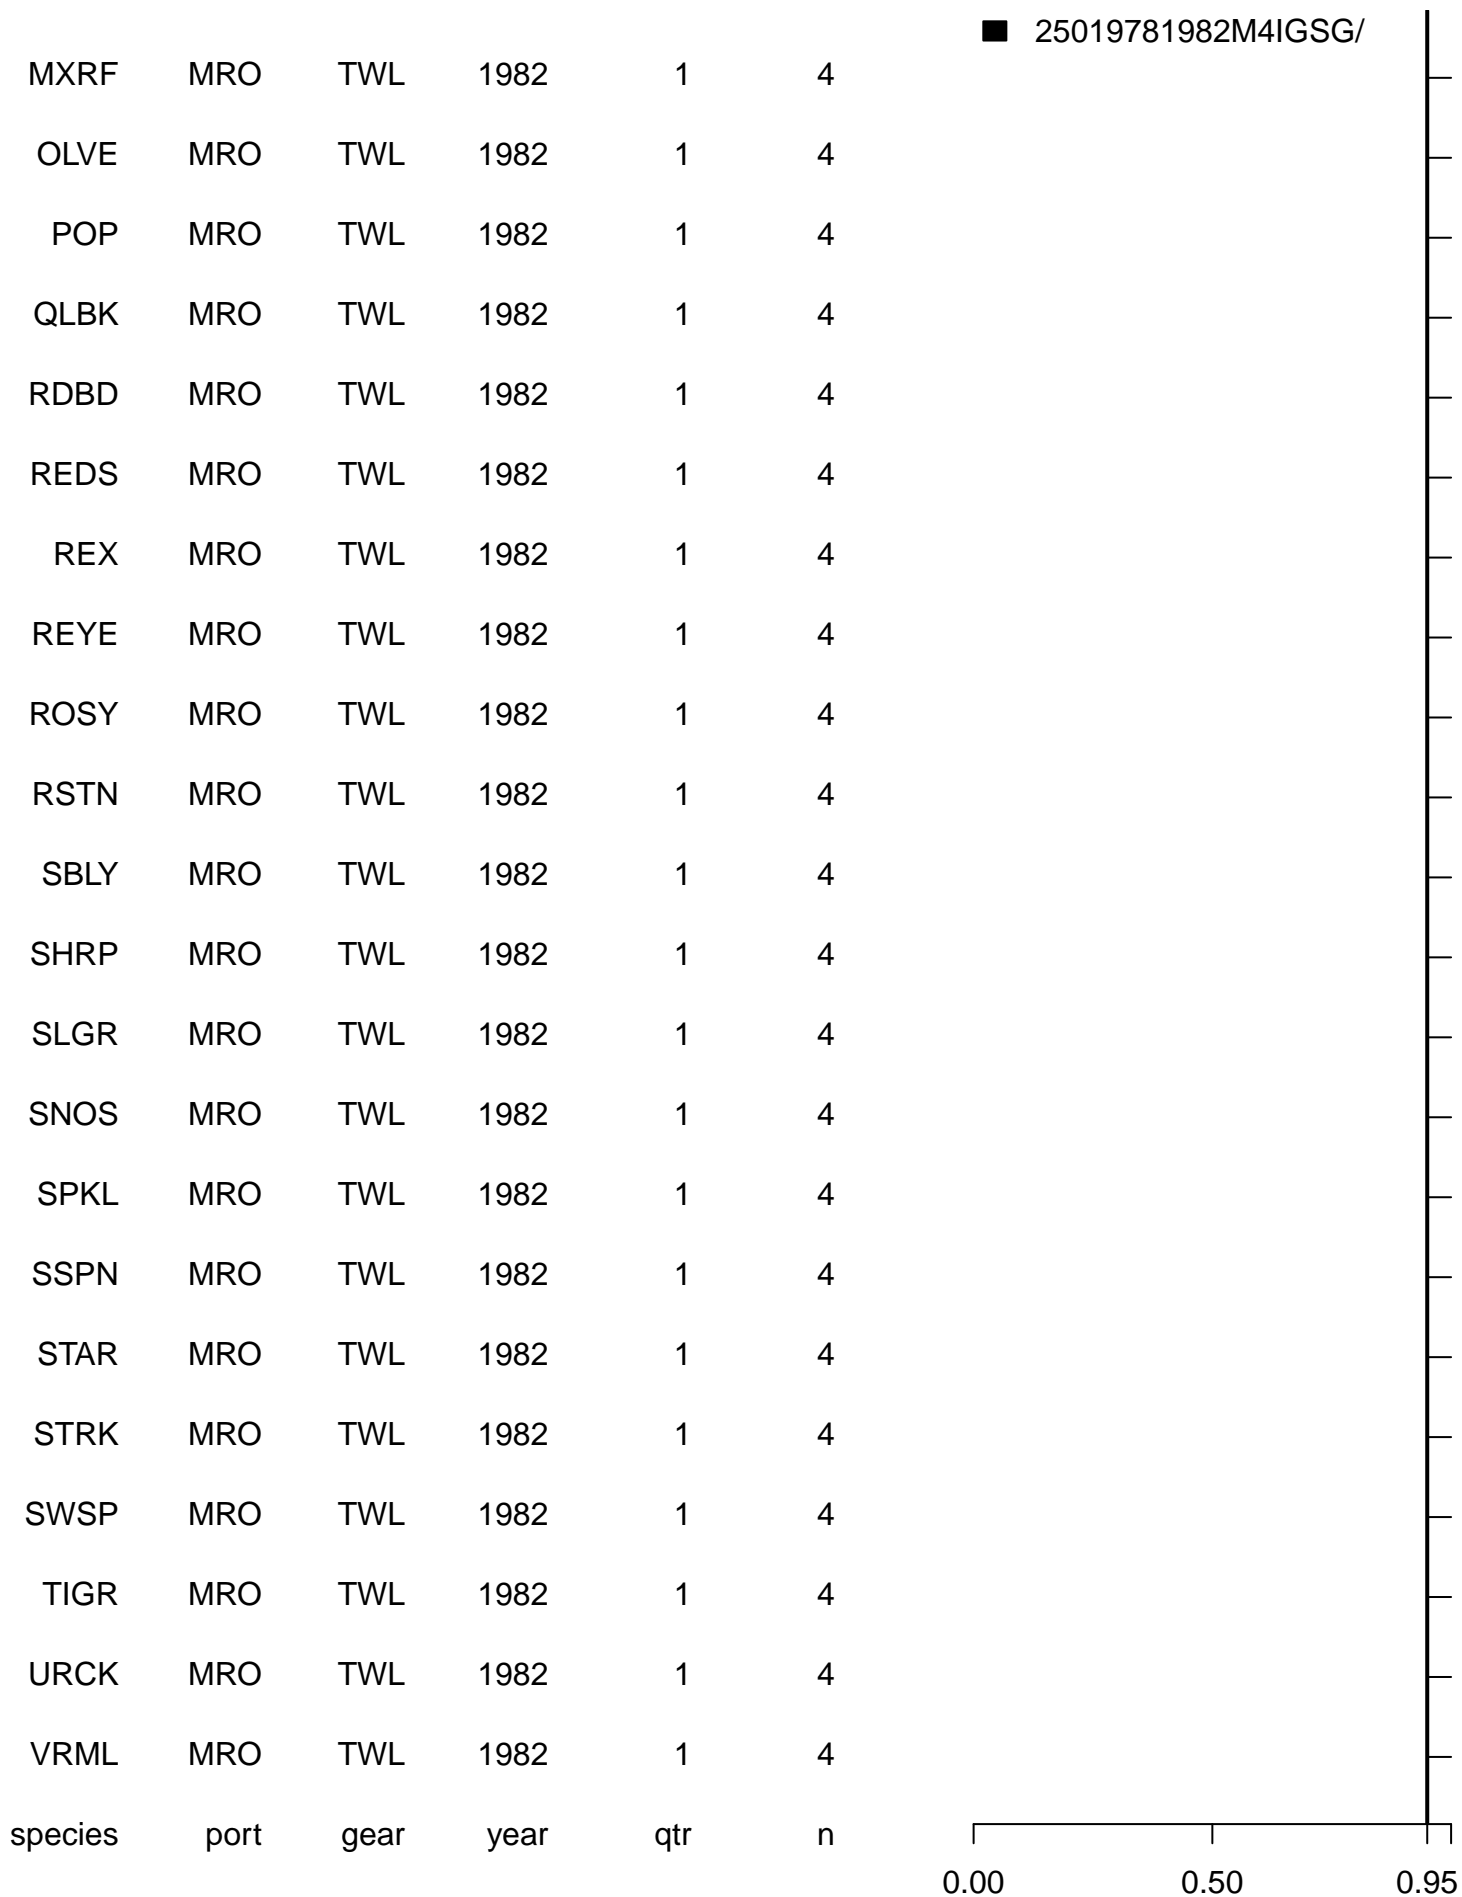 25019781982M4IGSG/
MXRF MRO TWL 1982 1 4
OLVE MRO TWL 1982 1 4
POP MRO TWL 1982 1 4
QLBK MRO TWL 1982 1 4
RDBD MRO TWL 1982 1 4
REDS MRO TWL 1982 1 4
REX MRO TWL 1982 1 4
REYE MRO TWL 1982 1 4
ROSY MRO TWL 1982 1 4
RSTN MRO TWL 1982 1 4
SBLY MRO TWL 1982 1 4
SHRP MRO TWL 1982 1 4
SLGR MRO TWL 1982 1 4
SNOS MRO TWL 1982 1 4
SPKL MRO TWL 1982 1 4
SSPN MRO TWL 1982 1 4
STAR MRO TWL 1982 1 4
STRK MRO TWL 1982 1 4
SWSP MRO TWL 1982 1 4
TIGR MRO TWL 1982 1 4
URCK MRO TWL 1982 1 4
VRML MRO TWL 1982 1 4
species port gear year qtr n
0.00 0.50 0.95